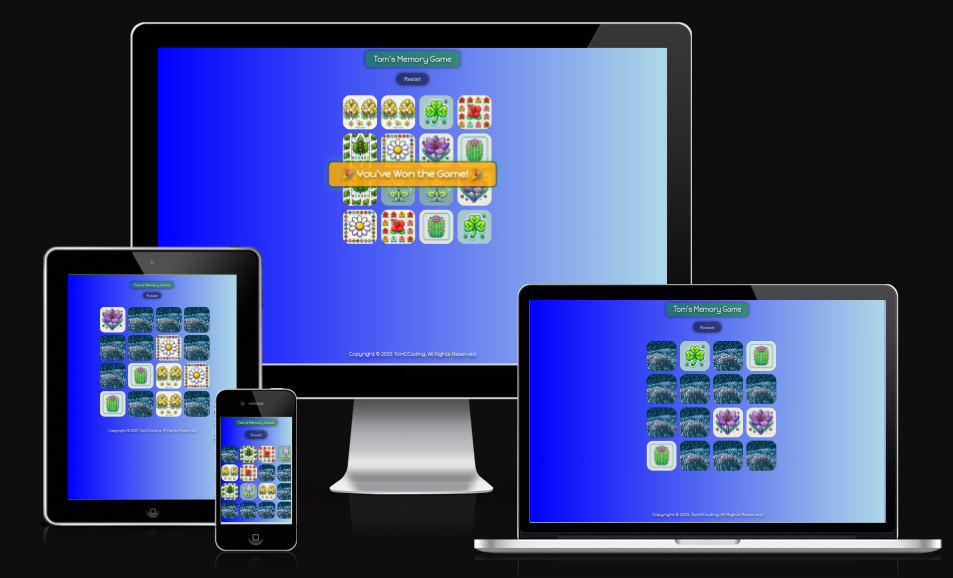 Tom's Memory Game
Restart
🎉 You've Won the Game! 🎉
Copyright © 2025 TomDCoding. All Rights Reserved
Tom's Memory Game
Restart
Copyright © 2025 TomDCoding. All Rights Reserved
Tom's Memory Game
Restart
Tom's Memory Game
Restart
Copyright © 2025 TomDCoding. All Rights Reserved